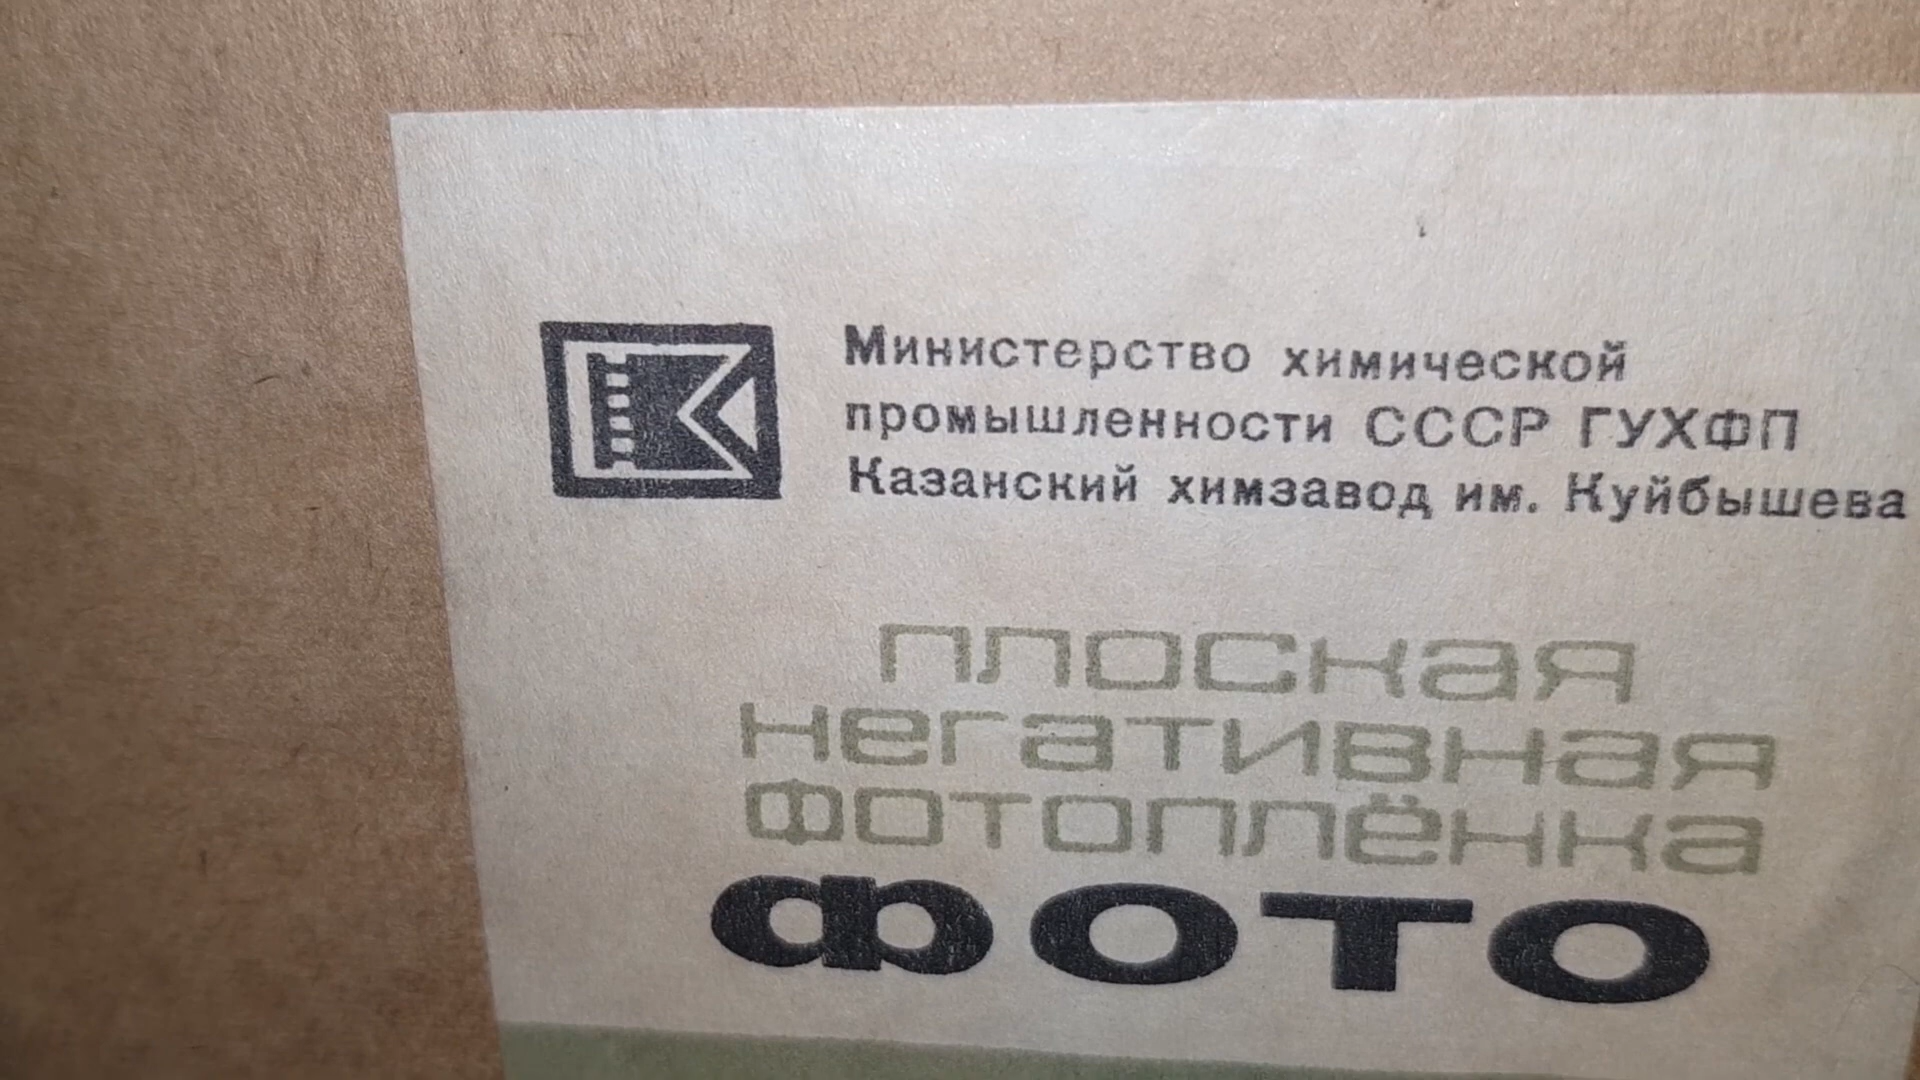 Министерство химической
промышленности СССР ГУХФП
Казанский химзавод им. Куйбышева
плоская
негативная
фотоплёнка
ФОТО